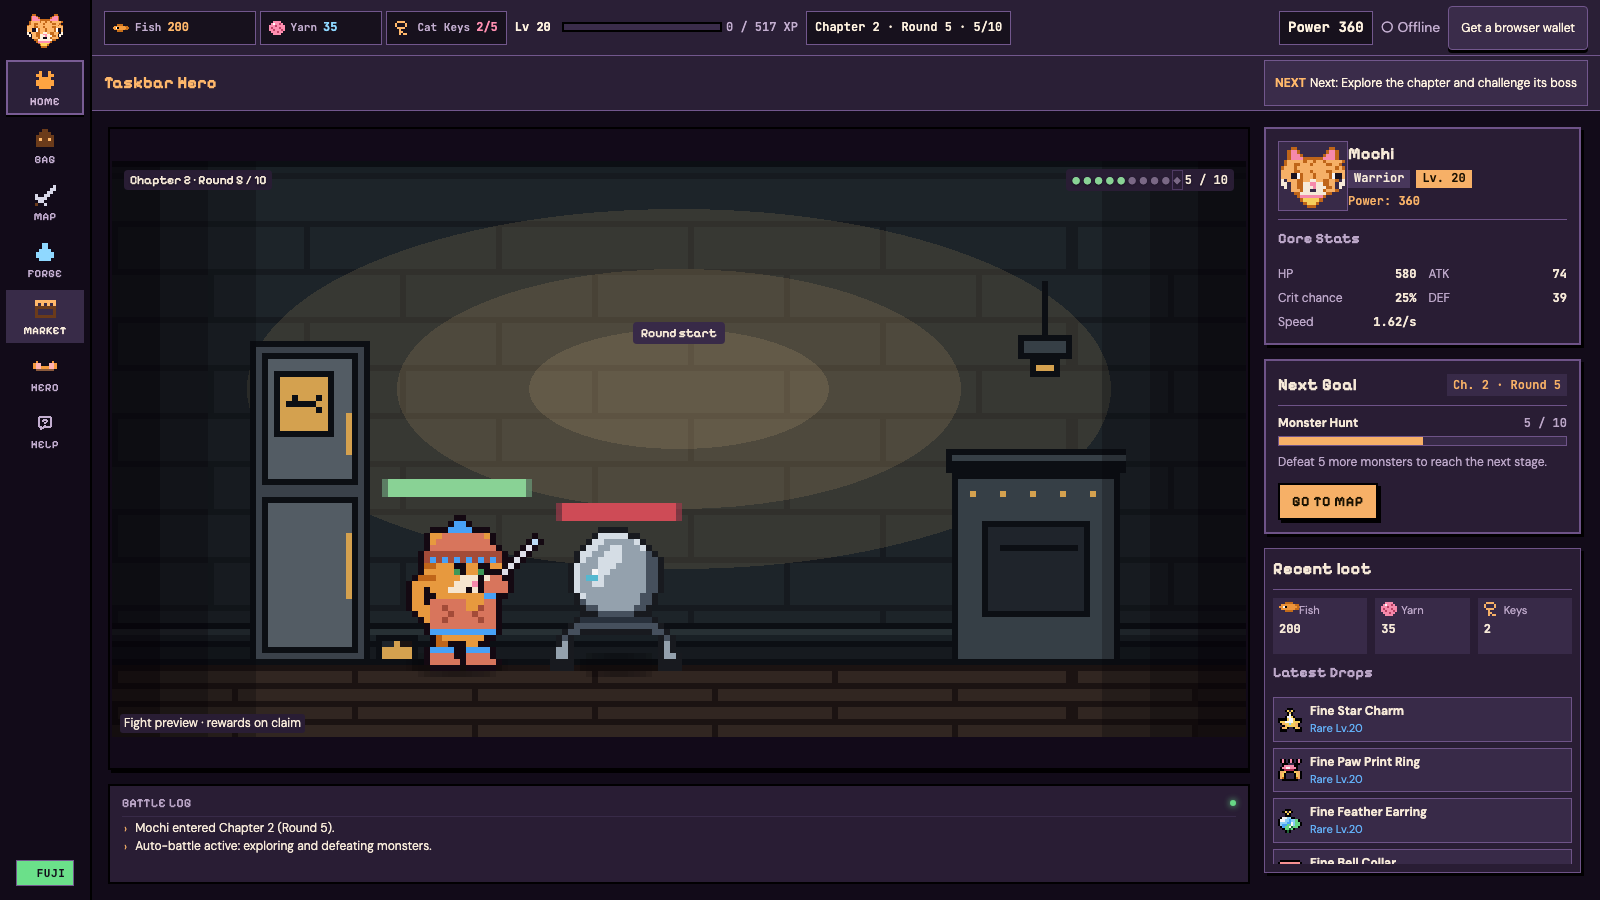 Fish 200
Yarn 35
Cat Keys 2/5
Lv 20
0 / 517 XP
Chapter 2 · Round 5 · 5/10
Power 360
Offline
Get a browser wallet
HOME
BAG
MAP
FORGE
MARKET
HERO
HELP
FUJI
Taskbar Hero
NEXT Next: Explore the chapter and challenge its boss
Chapter 2 · Round 5 / 10
5 / 10
Round start
Fight preview · rewards on claim
BATTLE LOG
› Mochi entered Chapter 2 (Round 5).
› Auto-battle active: exploring and defeating monsters.
Mochi
Warrior Lv. 20
Power: 360
Core Stats
HP 580 ATK 74
Crit chance 25% DEF 39
Speed 1.62/s
Next Goal
Ch. 2 · Round 5
Monster Hunt 5 / 10
Defeat 5 more monsters to reach the next stage.
GO TO MAP
Recent loot
Fish
200
Yarn
35
Keys
2
Latest Drops
Fine Star Charm
Rare Lv.20
Fine Paw Print Ring
Rare Lv.20
Fine Feather Earring
Rare Lv.20
Fine Bell Collar